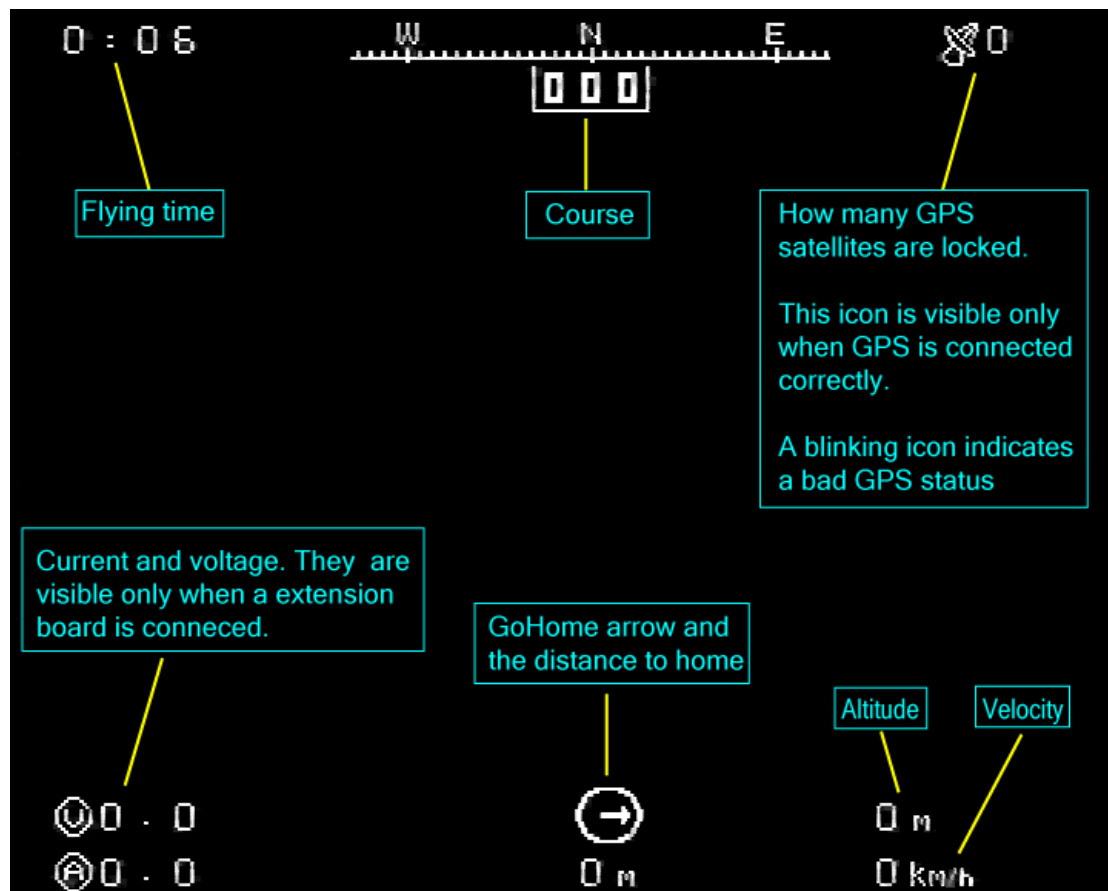 0 : 06
W N E
0
000
Flying time
Course
How many GPS
satellites are locked.
This icon is visible only
when GPS is connected
correctly.
A blinking icon indicates
a bad GPS status
Current and voltage. They are
visible only when a extension
board is conneced.
GoHome arrow and
the distance to home
Altitude
Velocity
V 0 . 0
0 m
A 0 . 0
0 m
0 km/h